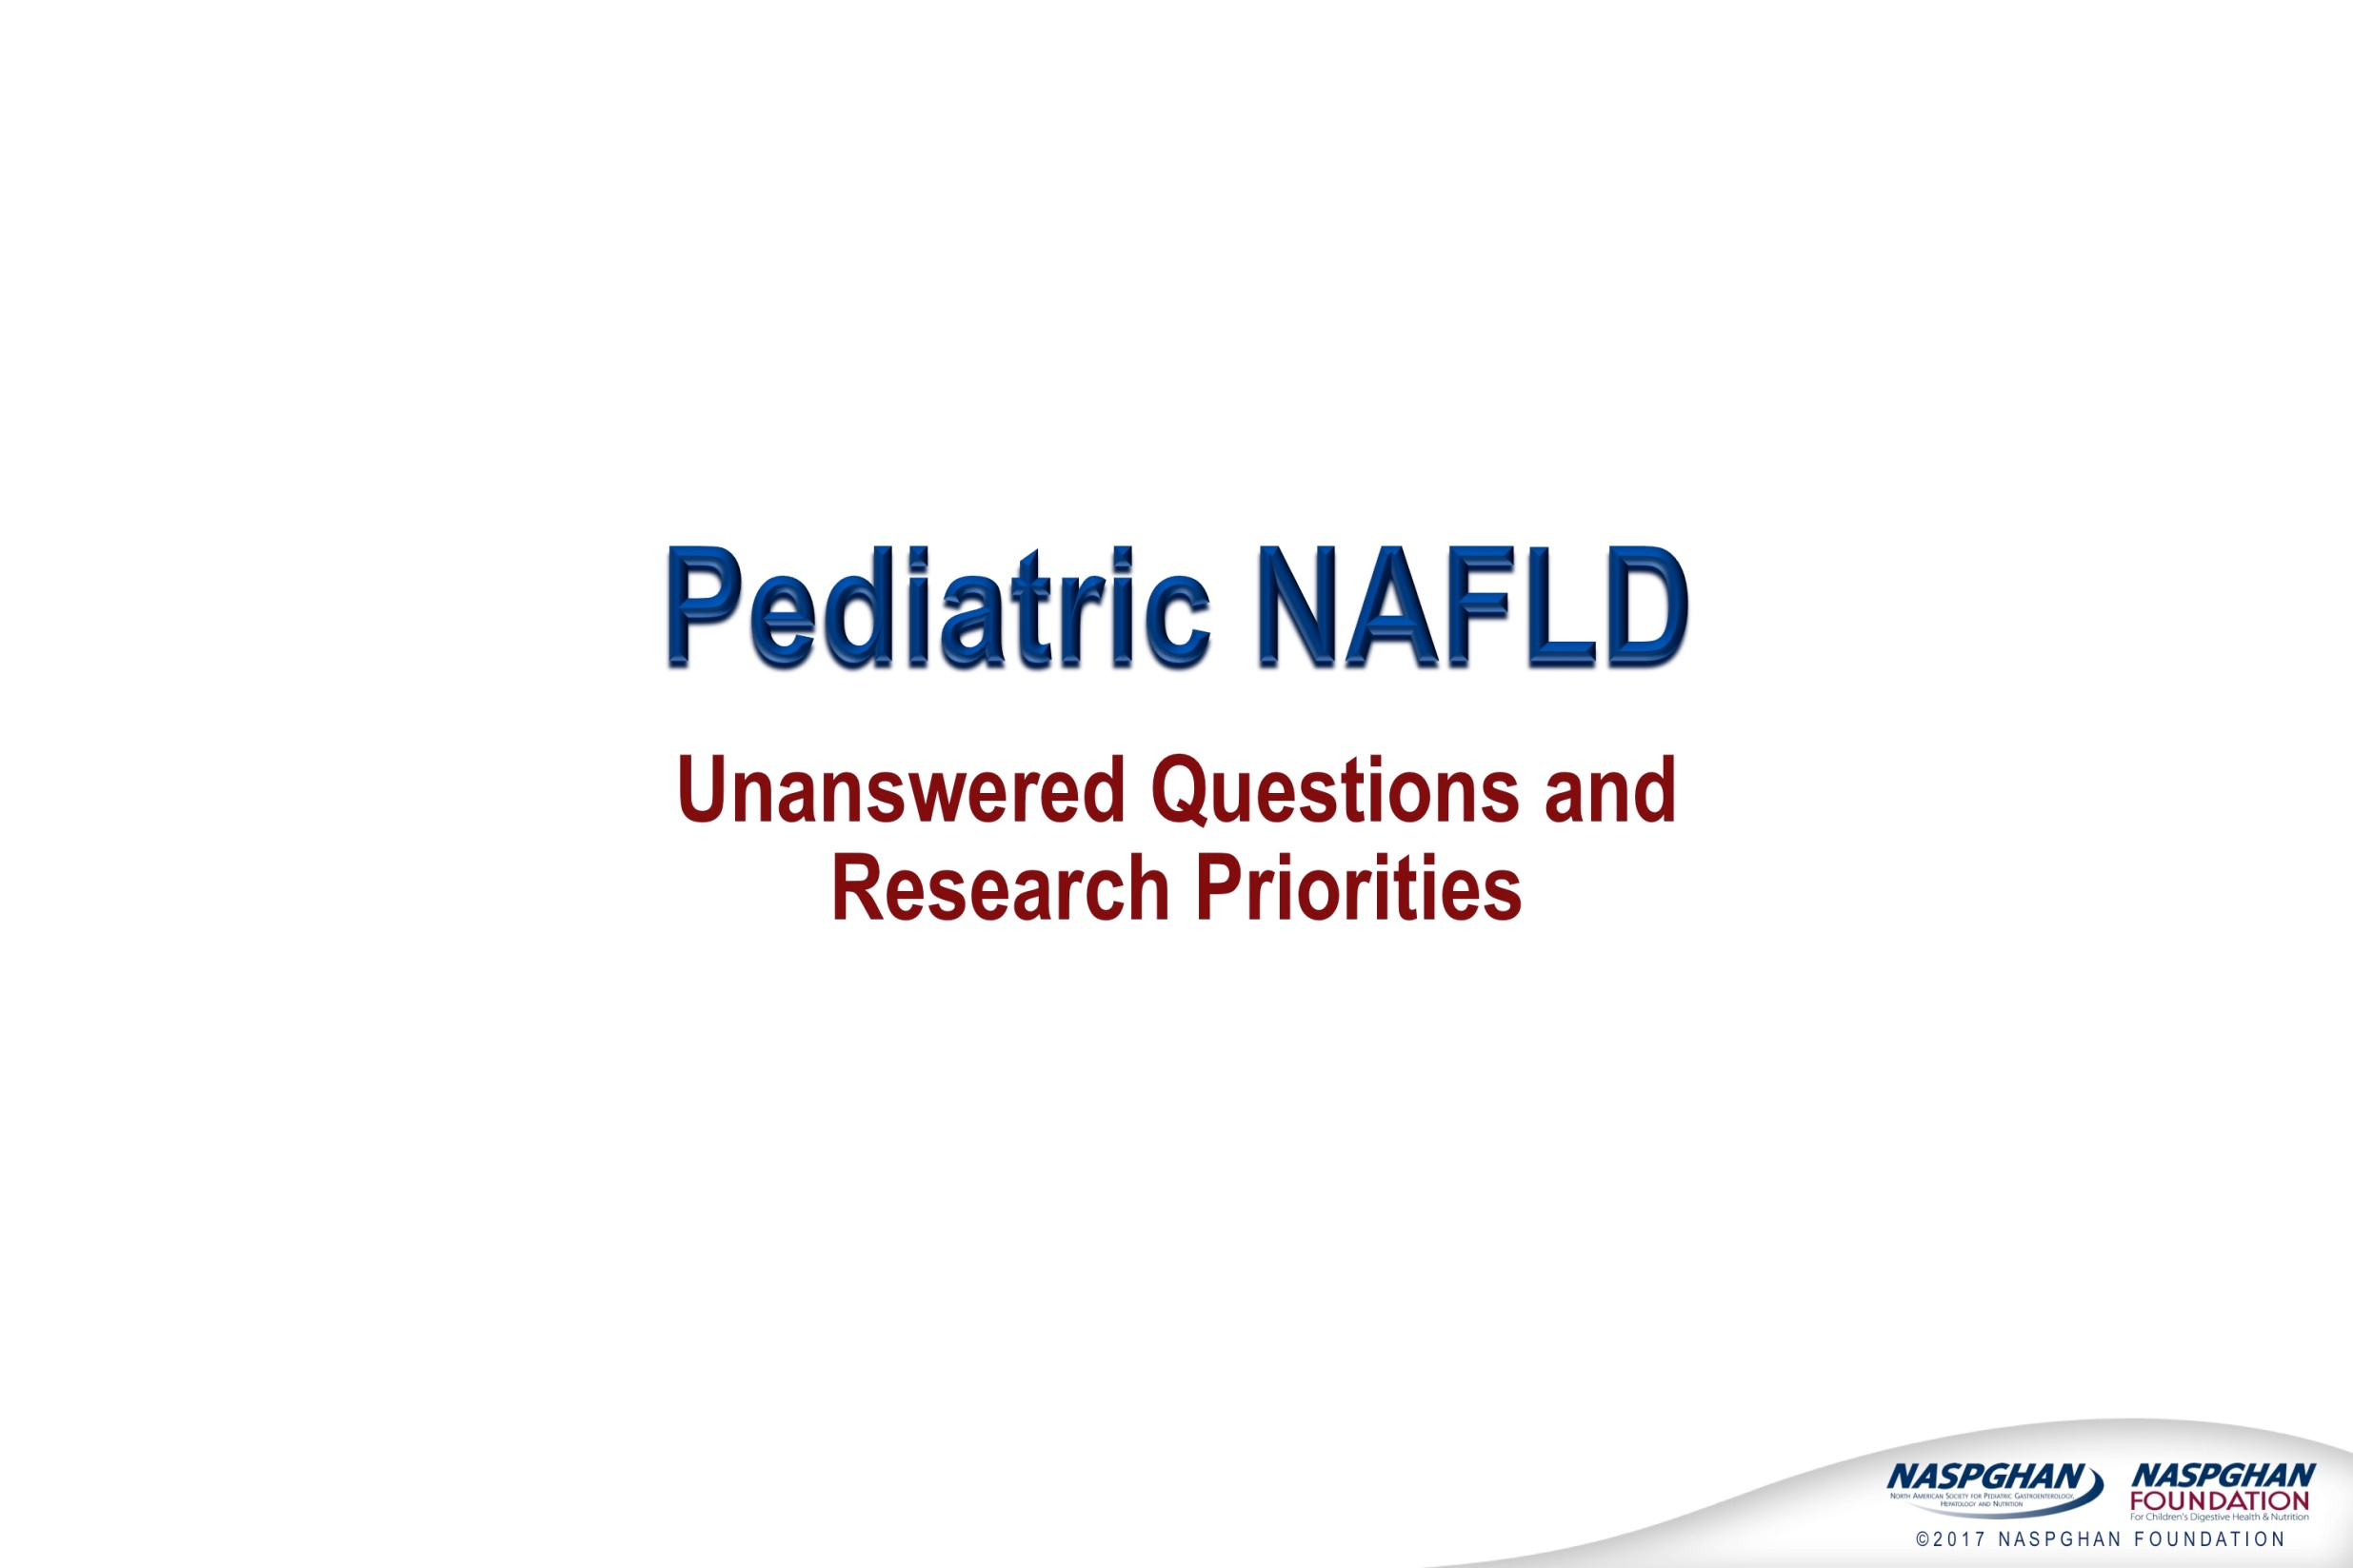 Pediatric NAFLD
Unanswered Questions and
Research Priorities
NASPGHAN
North American Society for Pediatric Gastroenterology,
Hepatology and Nutrition
NASPGHAN
FOUNDATION
For Children's Digestive Health & Nutrition
©2017 NASPGHAN FOUNDATION